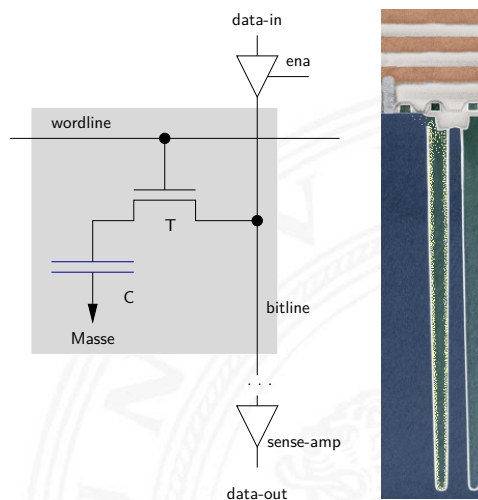 data-in
ena
wordline
T
C
bitline
Masse
. . .
sense-amp
data-out